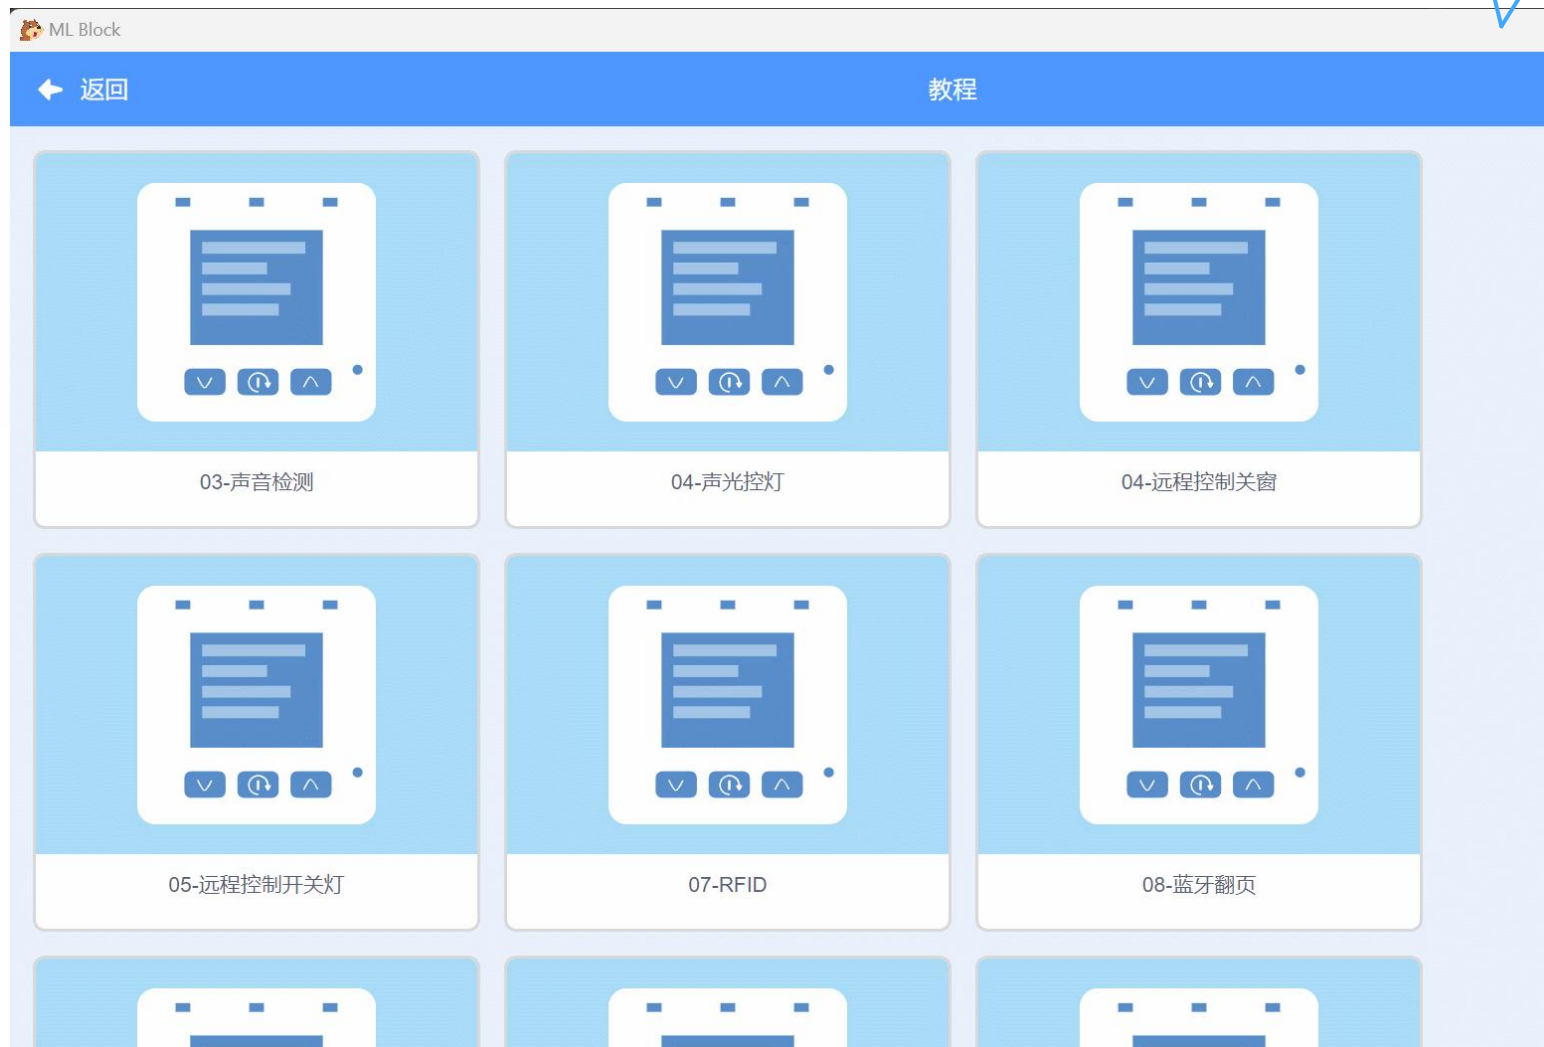 ML Block
返回
教程
03-声音检测
04-声光控灯
04-远程控制关窗
05-远程控制开关灯
07-RFID
08-蓝牙翻页